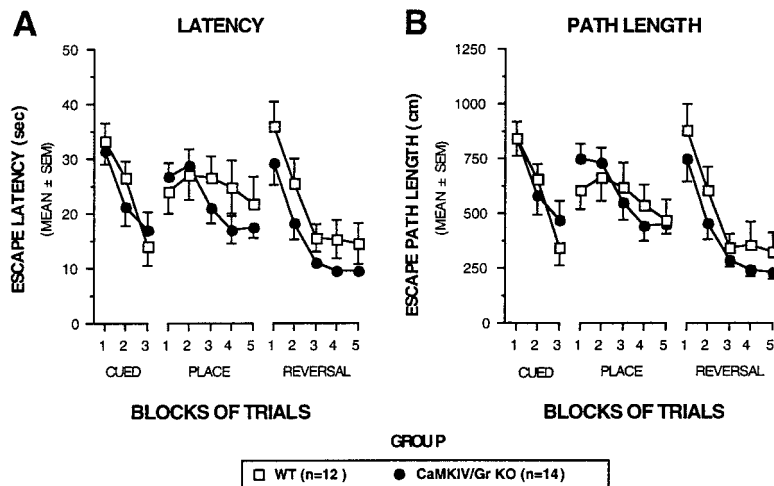 A LATENCY
ESCAPE LATENCY (sec)
(MEAN ± SEM)
50
40
30
20
10
0
1 2 3 1 2 3 4 5 1 2 3 4 5
CUED PLACE REVERSAL
BLOCKS OF TRIALS
B PATH LENGTH
ESCAPE PATH LENGTH (cm)
(MEAN ± SEM)
1250
1000
750
500
250
0
1 2 3 1 2 3 4 5 1 2 3 4 5
CUED PLACE REVERSAL
BLOCKS OF TRIALS
GROUP
WT (n=12 ) CaMKIV/Gr KO (n=14)